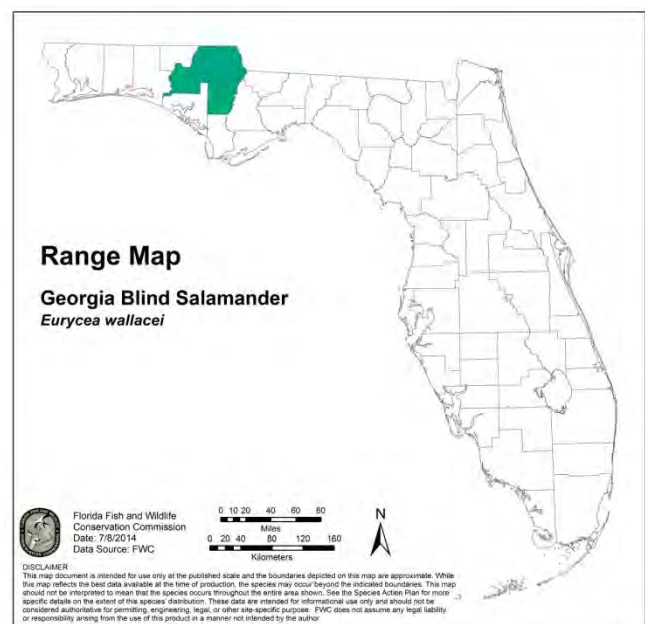 Range Map
Georgia Blind Salamander
Eurycea wallacei
Florida Fish and Wildlife
Conservation Commission
Date: 7/8/2014
Data Source: FWC
0 10 20 40 60 80
Miles
0 20 40 80 120 160
Kilometers
N
DISCLAIMER
This map document is intended for use only at the published scale and the boundaries depicted on this map are approximate. While
this map reflects the best data available at the time of production, the species may occur beyond the indicated boundaries. This map
should not be interpreted to mean that the species occurs throughout the entire area shown. See the Species Action Plan for more
specific details on the extent of this species' distribution. These data are intended for informational use only and should not be
considered authoritative for permitting, engineering, legal, or other site-specific purpose. FWC does not assume any legal liability
or responsibility arising from the use of this product in a manner not intended by the author.